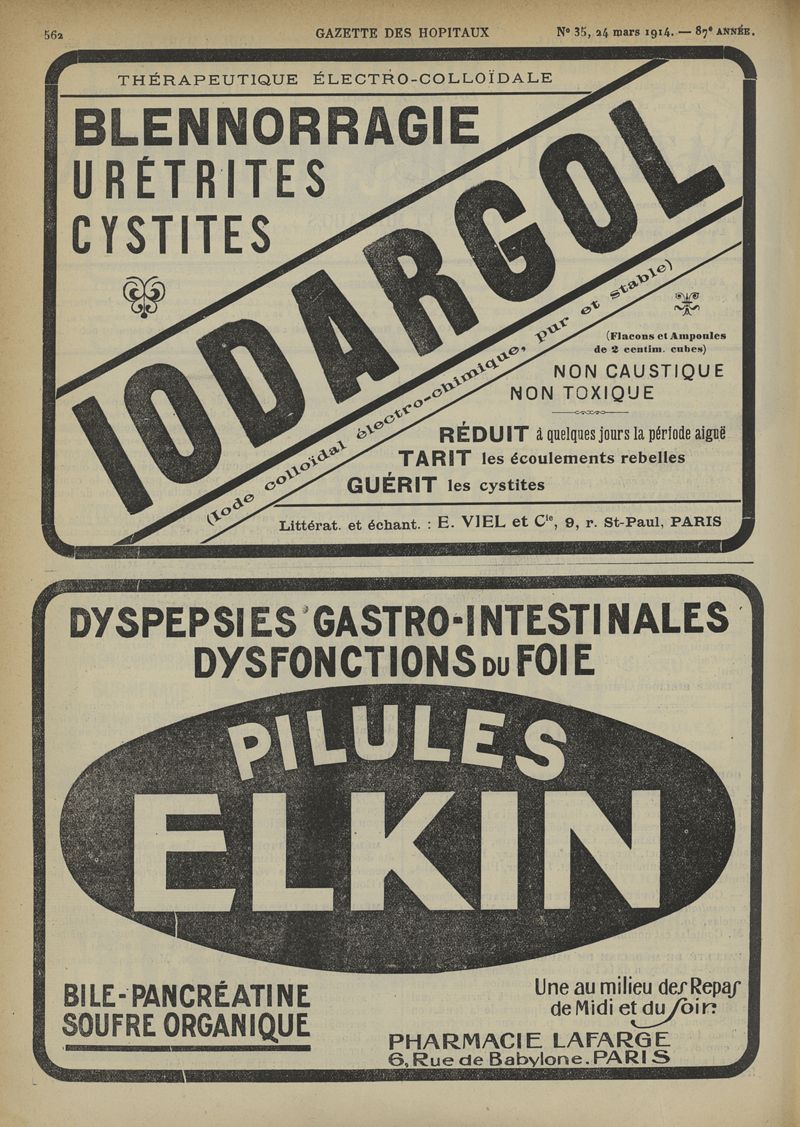 562
GAZETTE DES HOPITAUX
N° 35, 24 mars 1914. — 87e ANNÉE.
THÉRAPEUTIQUE ÉLECTRO-COLLOÏDALE
BLENNORRAGIE
URÉTRITES
CYSTITES
IODARGOL
(Iode colloïdal électro-chimique, pur et stable)
(Flacons et Ampoules
de 2 centim. cubes)
NON CAUSTIQUE
NON TOXIQUE
RÉDUIT à quelques jours la période aiguë
TARIT les écoulements rebelles
GUÉRIT les cystites
Littérat. et échant. : E. VIEL et Cie, 9, r. St-Paul, PARIS
DYSPEPSIES GASTRO-INTESTINALES
DYSFONCTIONS DU FOIE
PILULES
ELKIN
BILE-PANCRÉATINE
SOUFRE ORGANIQUE
Une au milieu des Repas
de Midi et du Soir
PHARMACIE LAFARGE
6, Rue de Babylone. PARIS